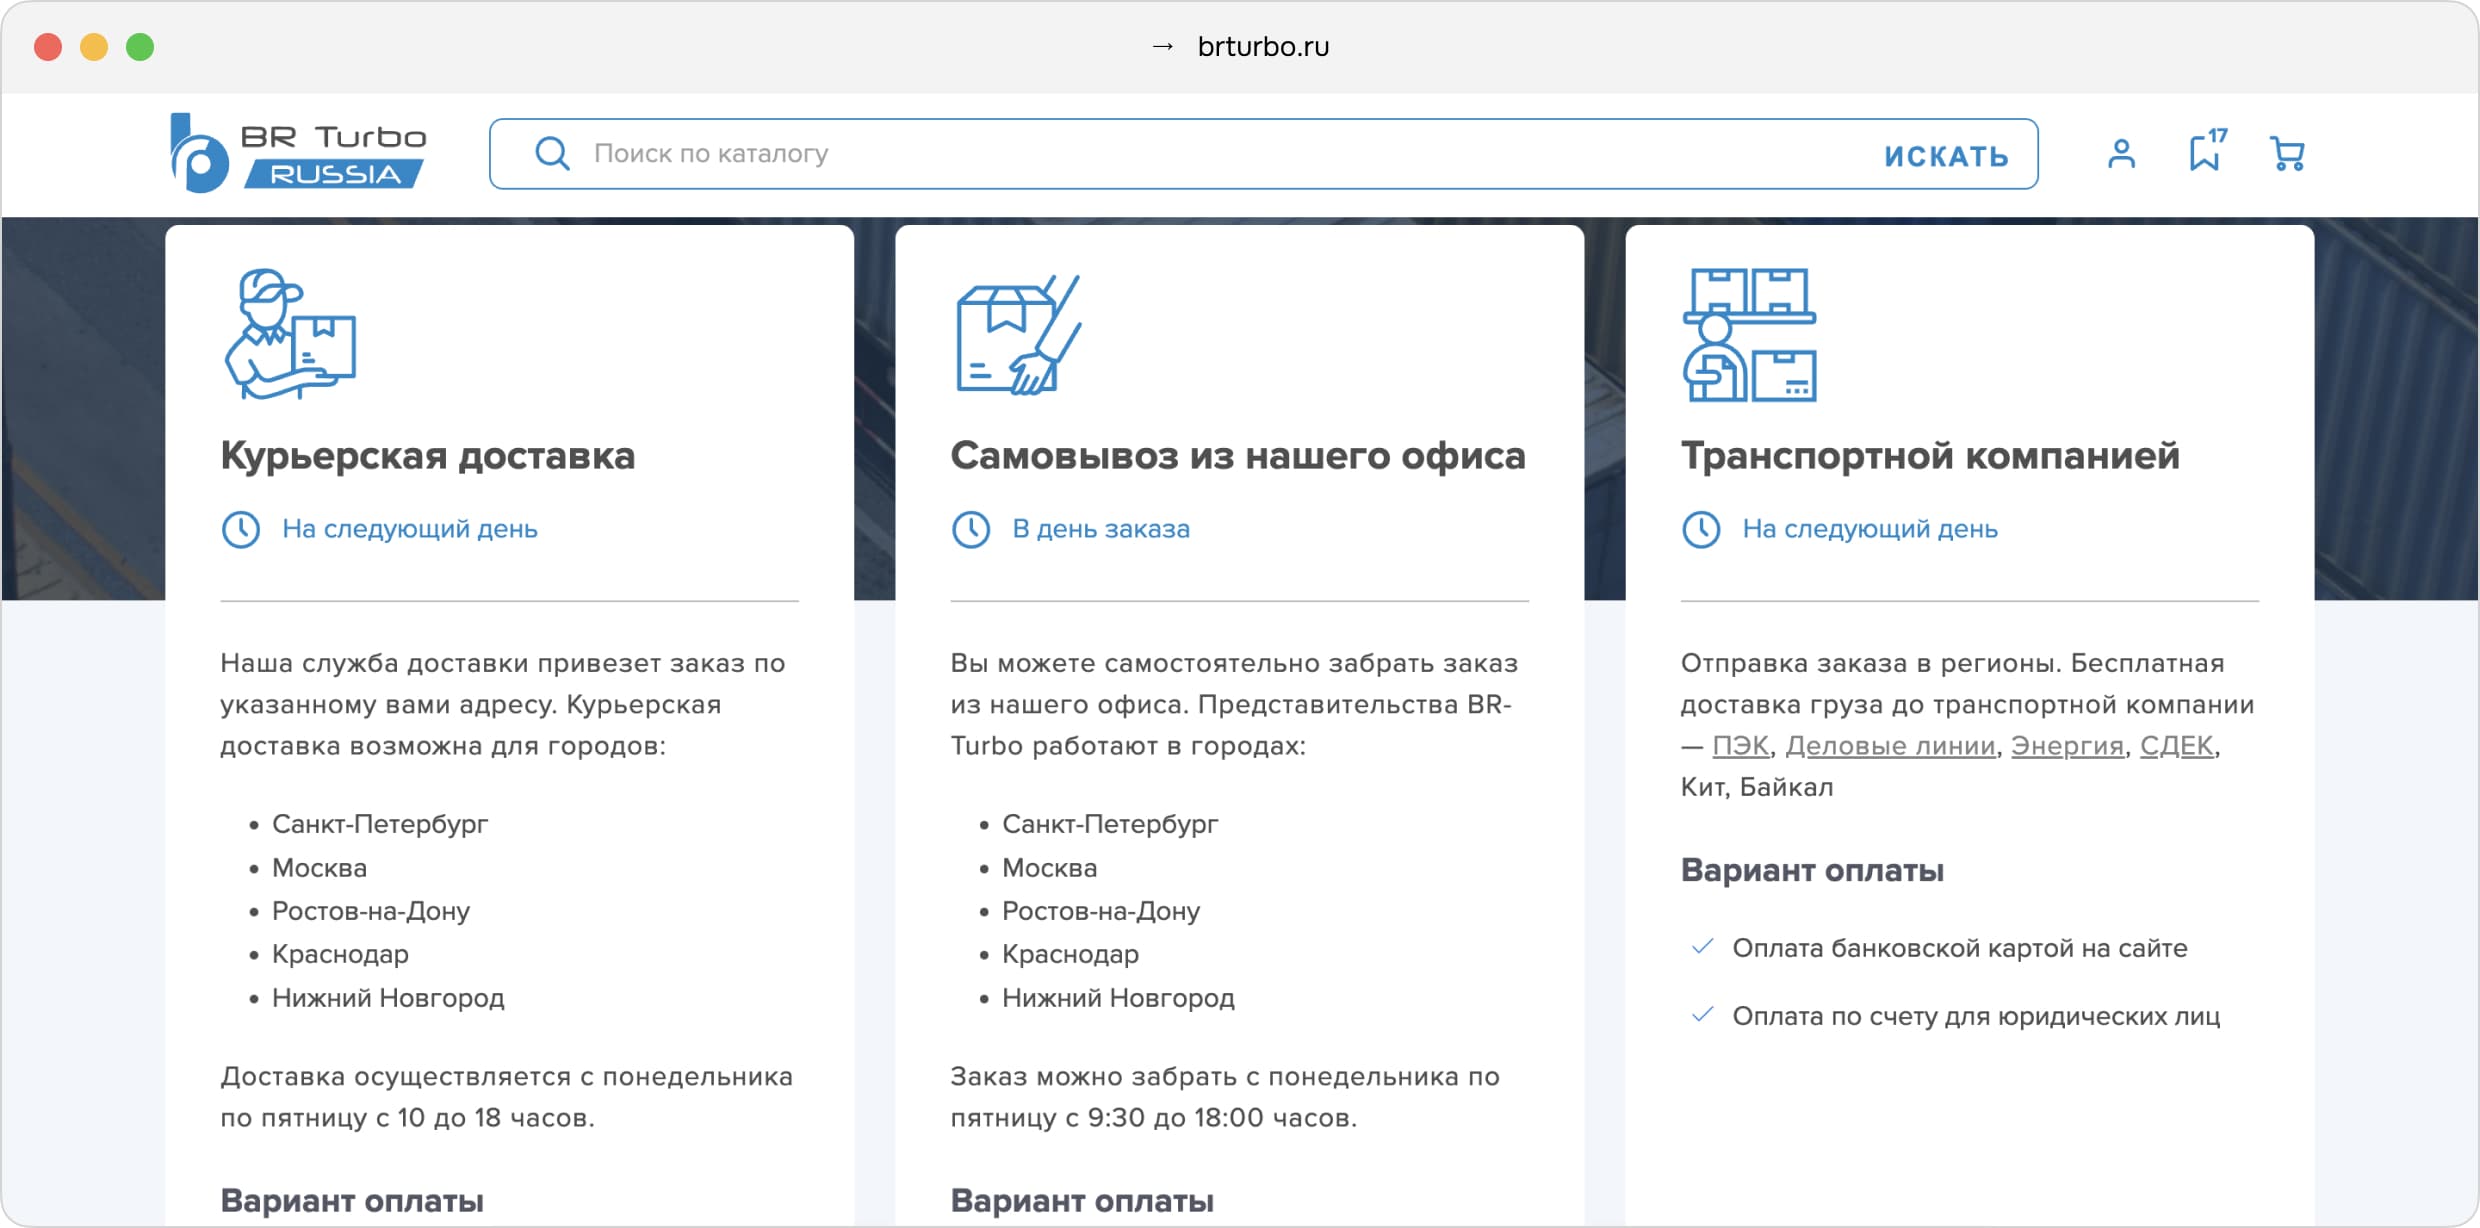 → brturbo.ru
BR Turbo
RUSSIA
Поиск по каталогу
ИСКАТЬ
17
Курьерская доставка
На следующий день
Наша служба доставки привезет заказ по
указанному вами адресу. Курьерская
доставка возможна для городов:
• Санкт-Петербург
• Москва
• Ростов-на-Дону
• Краснодар
• Нижний Новгород
Доставка осуществляется с понедельника
по пятницу с 10 до 18 часов.
Вариант оплаты
Самовывоз из нашего офиса
В день заказа
Вы можете самостоятельно забрать заказ
из нашего офиса. Представительства BR-
Turbo работают в городах:
• Санкт-Петербург
• Москва
• Ростов-на-Дону
• Краснодар
• Нижний Новгород
Заказ можно забрать с понедельника по
пятницу с 9:30 до 18:00 часов.
Вариант оплаты
Транспортной компанией
На следующий день
Отправка заказа в регионы. Бесплатная
доставка груза до транспортной компании
— ПЭК, Деловые линии, Энергия, СДЕК,
Кит, Байкал
Вариант оплаты
Оплата банковской картой на сайте
Оплата по счету для юридических лиц